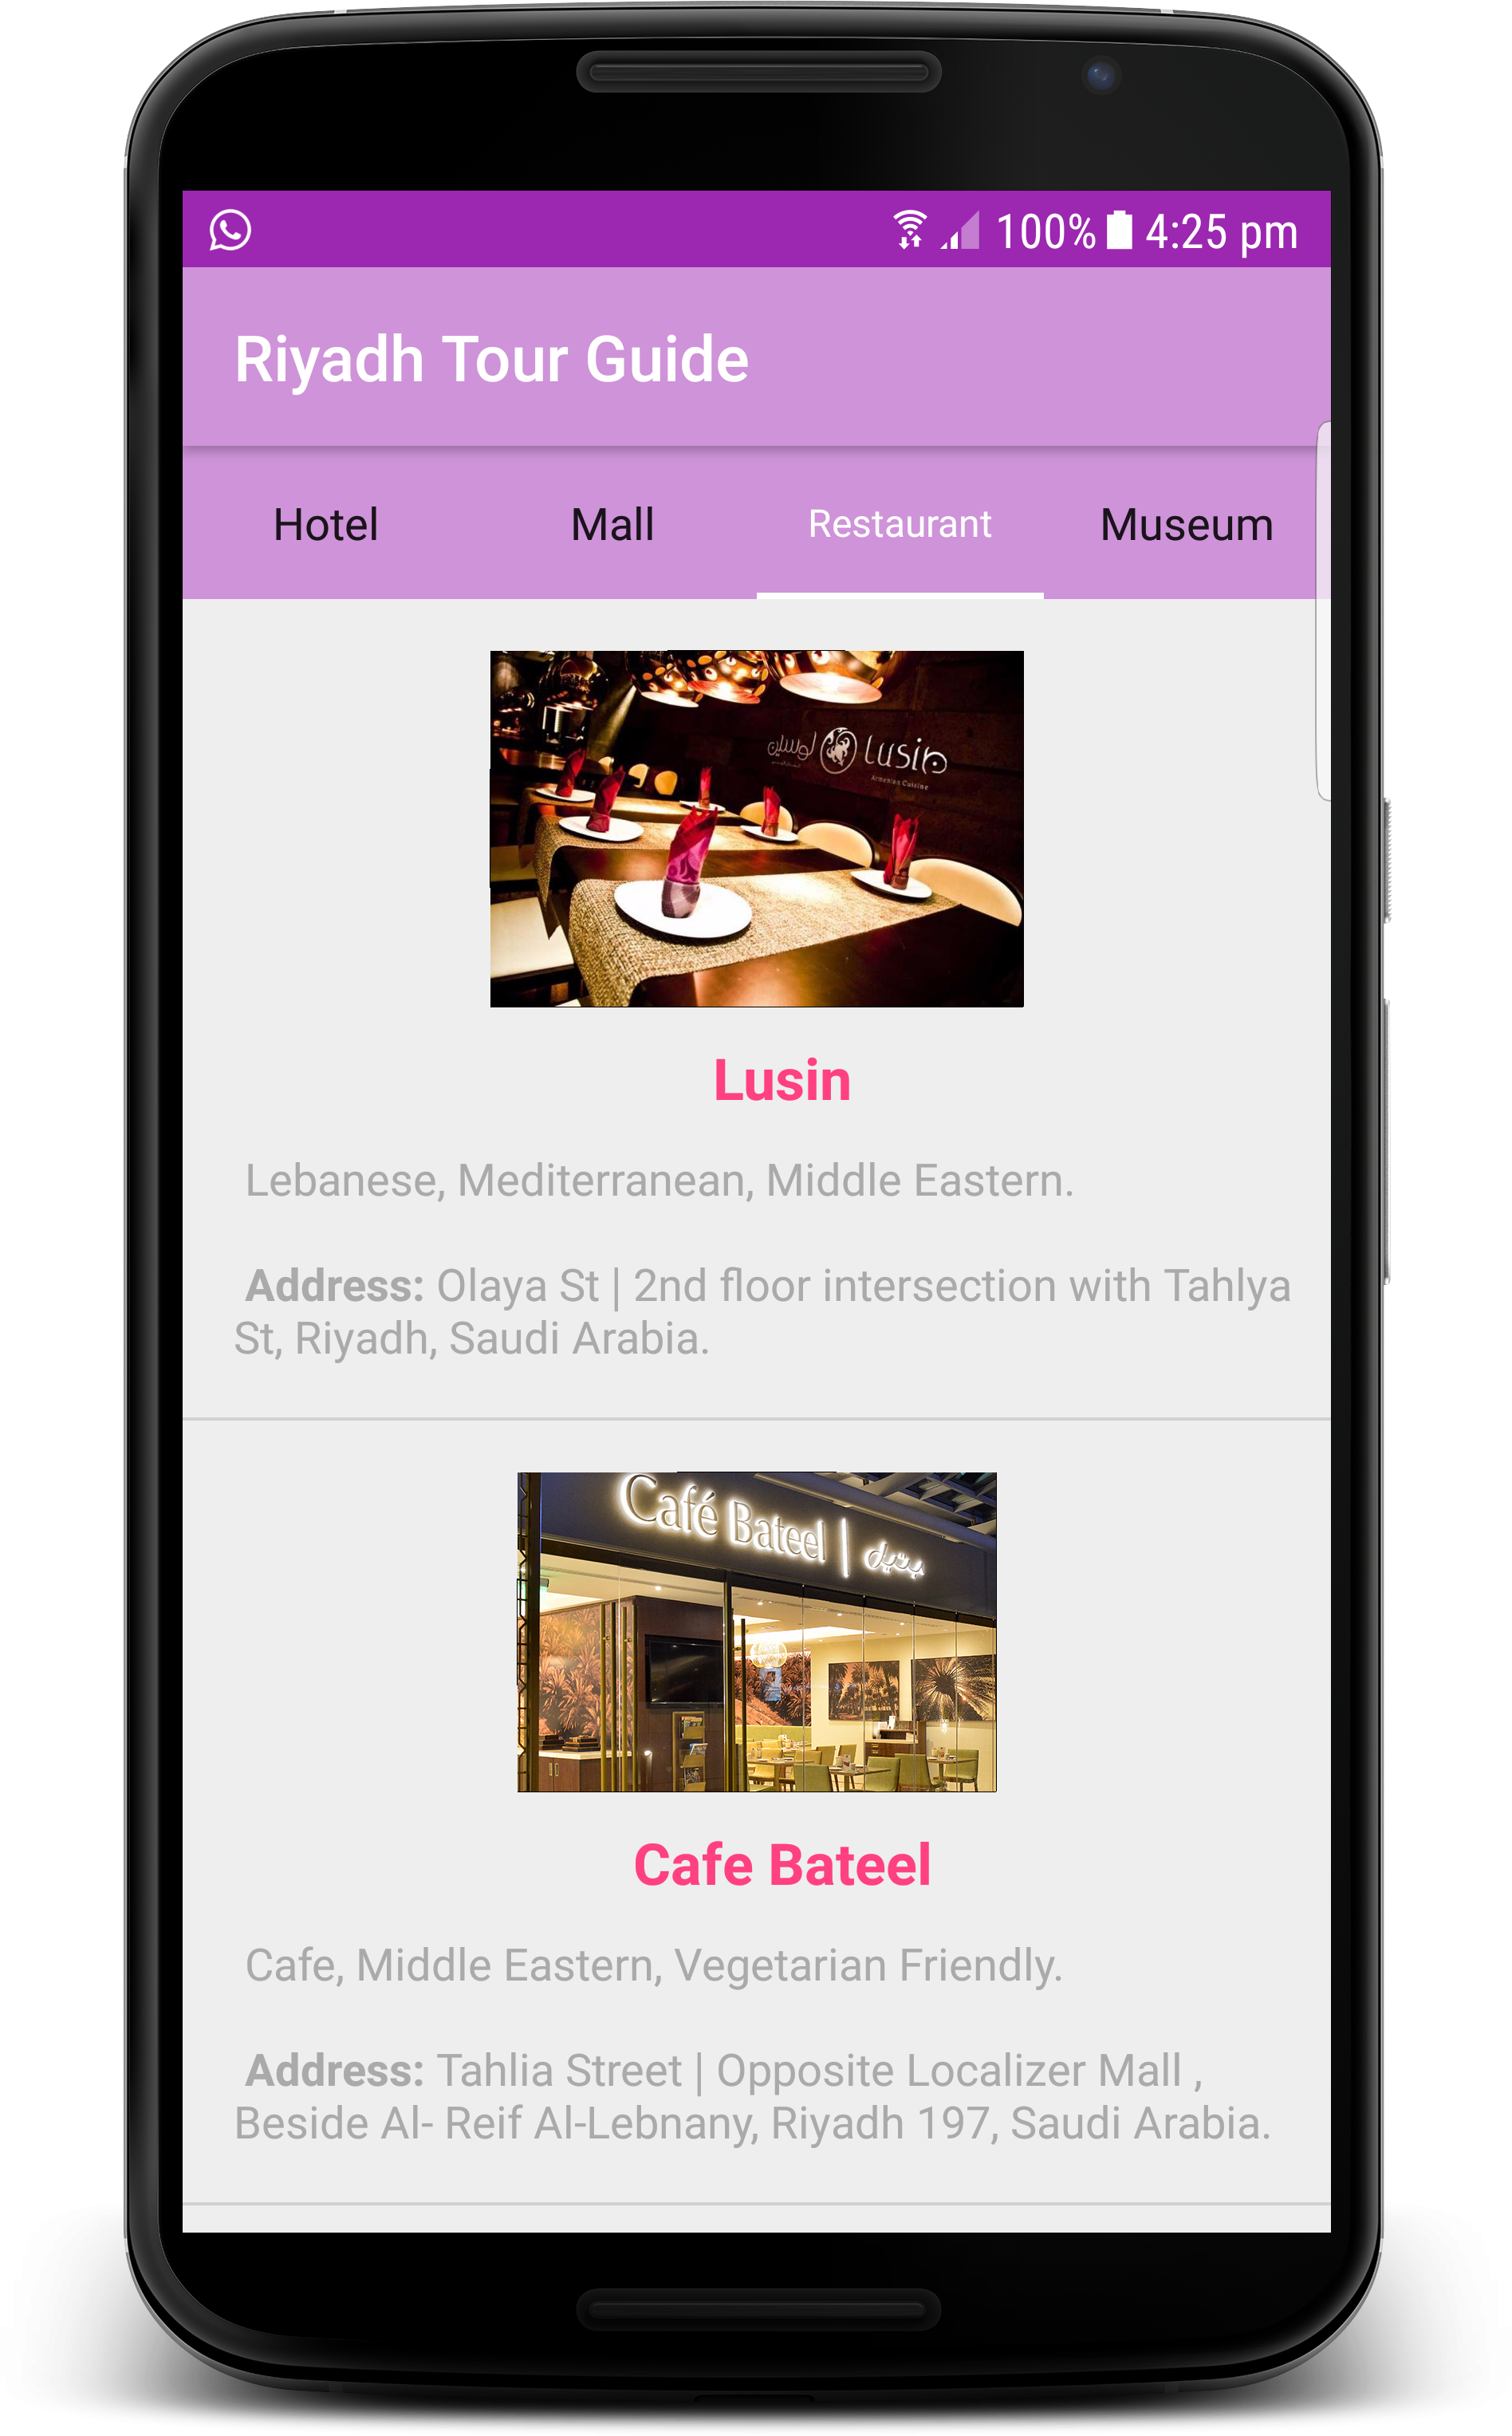 100% 4:25 pm
Riyadh Tour Guide
Hotel Mall Restaurant Museum
لوسين Lusin
Armenian Cuisine
Lusin
Lebanese, Mediterranean, Middle Eastern.
Address: Olaya St | 2nd floor intersection with Tahlya
St, Riyadh, Saudi Arabia.
Café Bateel | بتيل
Cafe Bateel
Cafe, Middle Eastern, Vegetarian Friendly.
Address: Tahlia Street | Opposite Localizer Mall ,
Beside Al- Reif Al-Lebnany, Riyadh 197, Saudi Arabia.